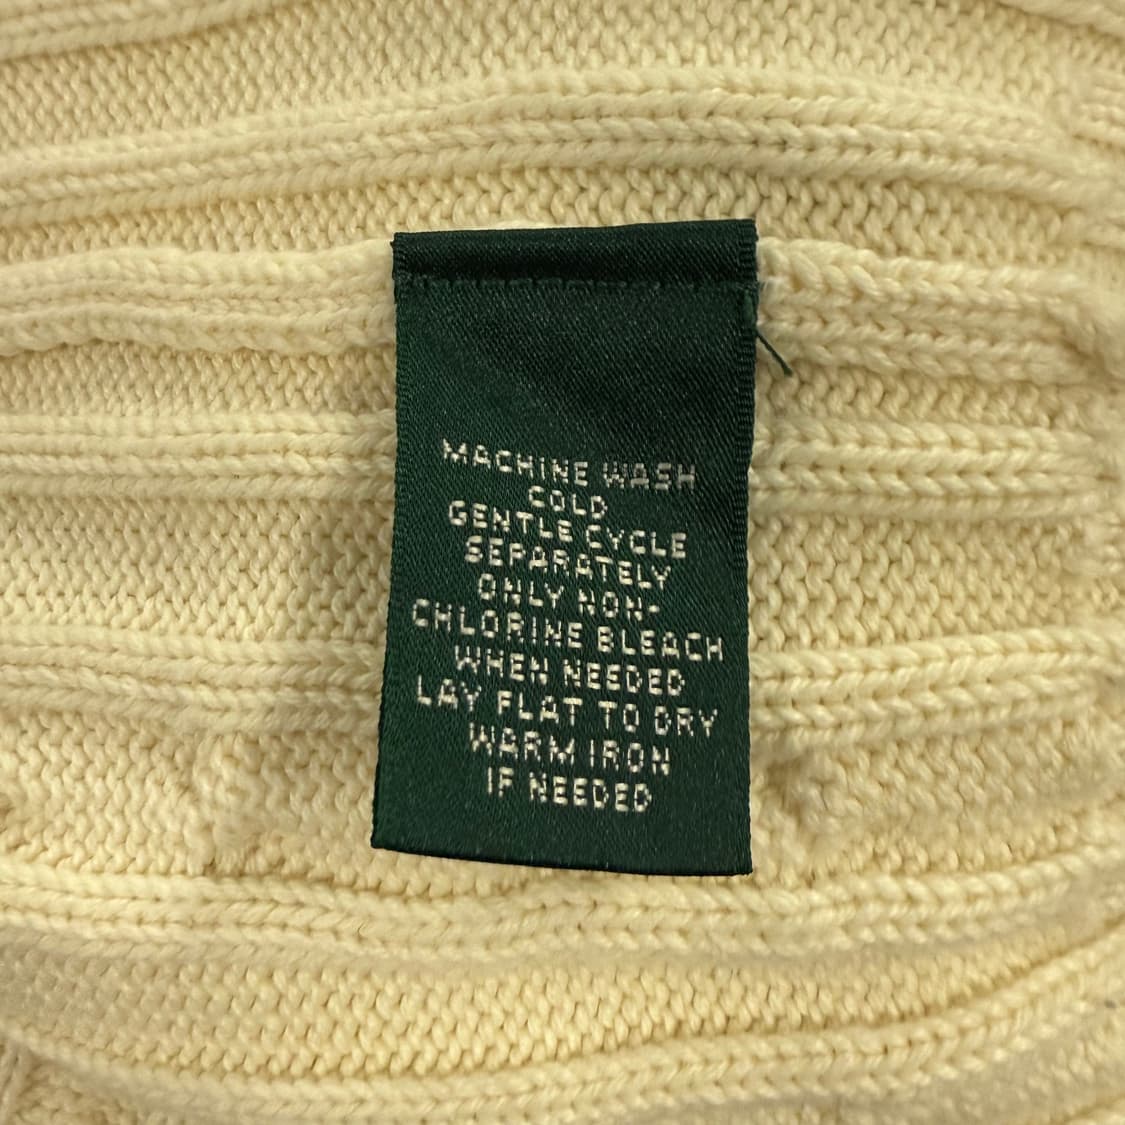 MACHINE WASH
COLD
GENTLE CYCLE
SEPARATELY
ONLY NON-
CHLORINE BLEACH
WHEN NEEDED
LAY FLAT TO DRY
WARM IRON
IF NEEDED